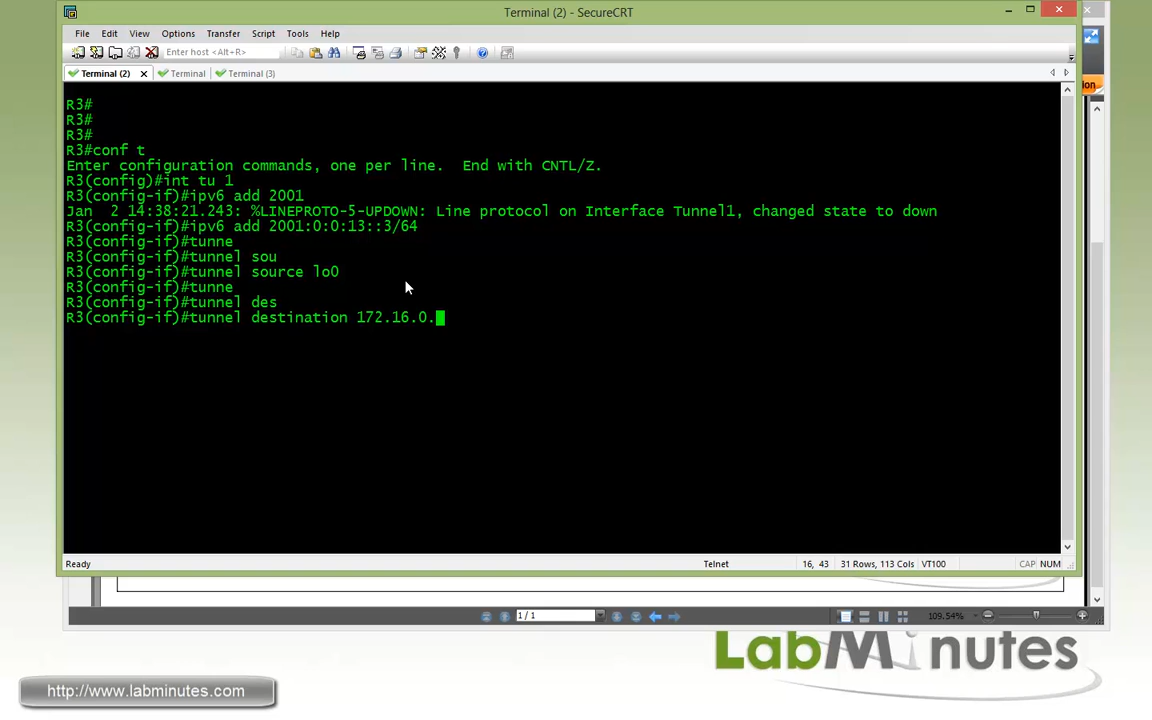 Terminal (2) - SecureCRT
File Edit View Options Transfer Script Tools Help
Enter host <Alt+R>
Terminal (2) Terminal Terminal (3)
ion
R3#
R3#
R3#
R3#conf t
Enter configuration commands, one per line.  End with CNTL/Z.
R3(config)#int tu 1
R3(config-if)#ipv6 add 2001
Jan  2 14:38:21.243: %LINEPROTO-5-UPDOWN: Line protocol on Interface Tunnel1, changed state to down
R3(config-if)#ipv6 add 2001:0:0:13::3/64
R3(config-if)#tunne
R3(config-if)#tunnel sou
R3(config-if)#tunnel source lo0
R3(config-if)#tunne
R3(config-if)#tunnel des
R3(config-if)#tunnel destination 172.16.0.
Ready Telnet 16, 43 31 Rows, 113 Cols VT100 CAP NUM
1 / 1 109.54%
LabMinutes
http://www.labminutes.com